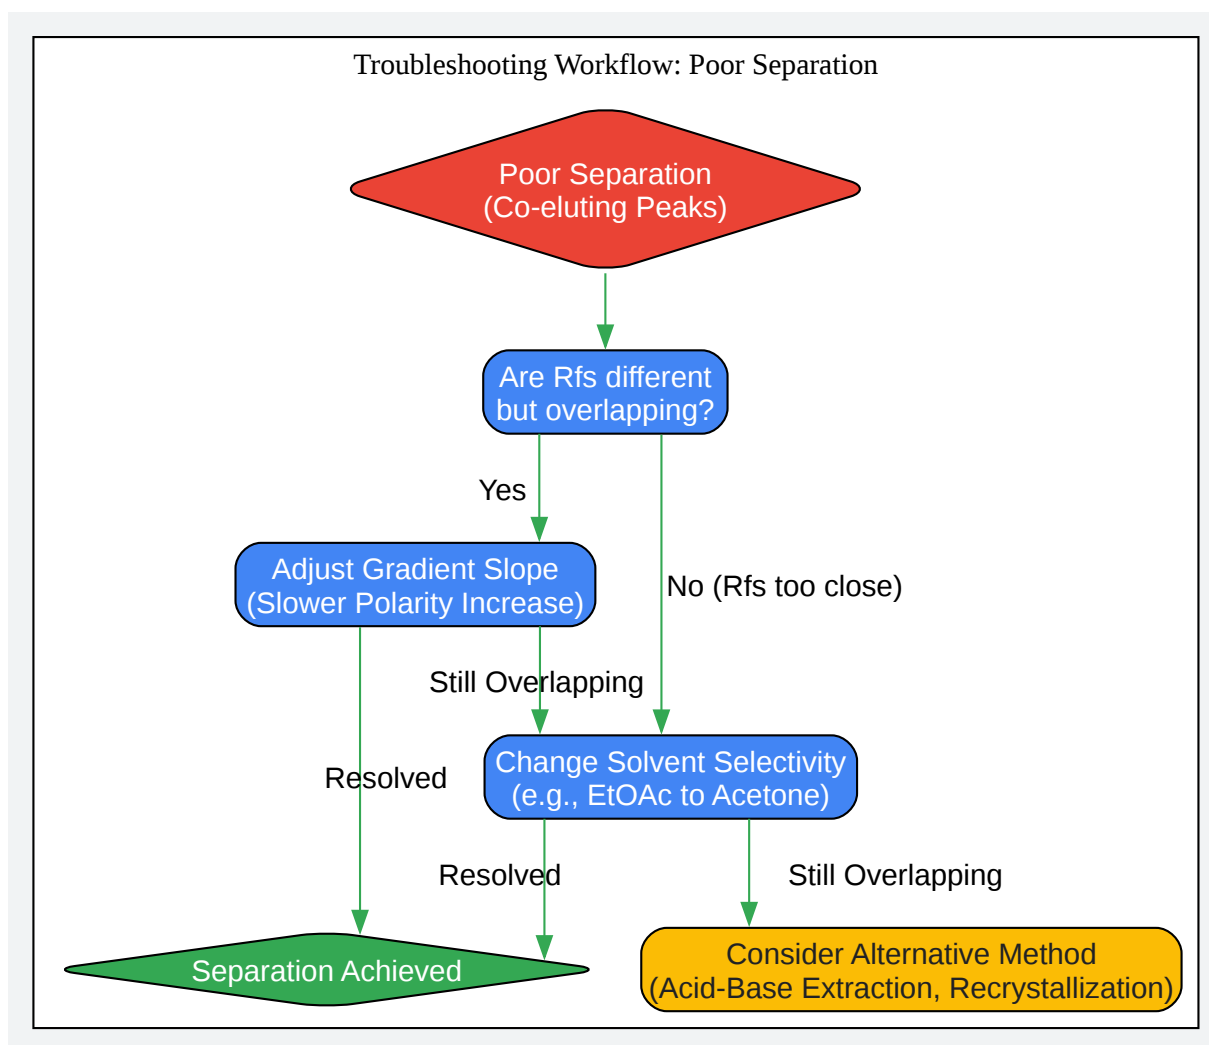 Troubleshooting Workflow: Poor Separation
Poor Separation
(Co-eluting Peaks)
Are Rfs different
but overlapping?
Yes
Adjust Gradient Slope
(Slower Polarity Increase)
No (Rfs too close)
Still Overlapping
Change Solvent Selectivity
(e.g., EtOAc to Acetone)
Resolved
Resolved
Still Overlapping
Separation Achieved
Consider Alternative Method
(Acid-Base Extraction, Recrystallization)